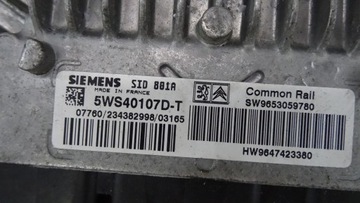 SIEMENS SID 801A
MADE IN FRANCE
5WS40107D-T
07760/234382998/03165
Common Rail
SW9653059780
HW9647423380